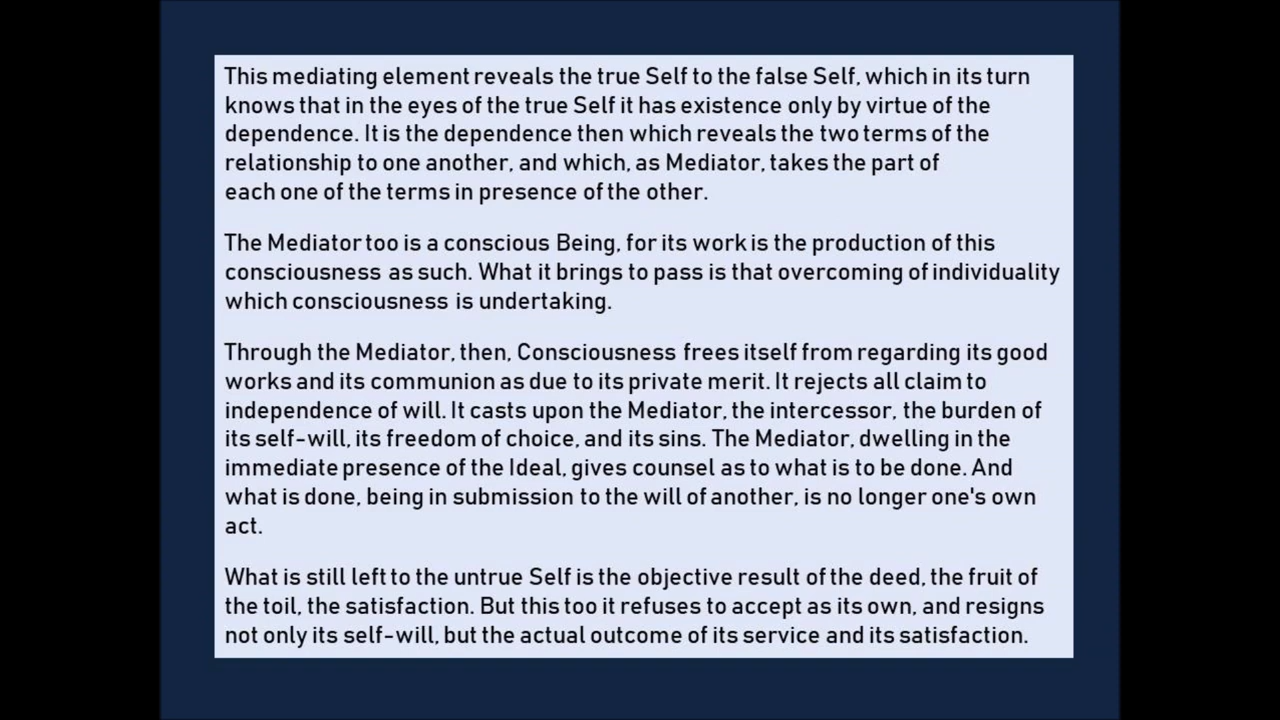 This mediating element reveals the true Self to the false Self, which in its turn
knows that in the eyes of the true Self it has existence only by virtue of the
dependence. It is the dependence then which reveals the two terms of the
relationship to one another, and which, as Mediator, takes the part of
each one of the terms in presence of the other.
The Mediator too is a conscious Being, for its work is the production of this
consciousness as such. What it brings to pass is that overcoming of individuality
which consciousness is undertaking.
Through the Mediator, then, Consciousness frees itself from regarding its good
works and its communion as due to its private merit. It rejects all claim to
independence of will. It casts upon the Mediator, the intercessor, the burden of
its self-will, its freedom of choice, and its sins. The Mediator, dwelling in the
immediate presence of the Ideal, gives counsel as to what is to be done. And
what is done, being in submission to the will of another, is no longer one's own
act.
What is still left to the untrue Self is the objective result of the deed, the fruit of
the toil, the satisfaction. But this too it refuses to accept as its own, and resigns
not only its self-will, but the actual outcome of its service and its satisfaction.